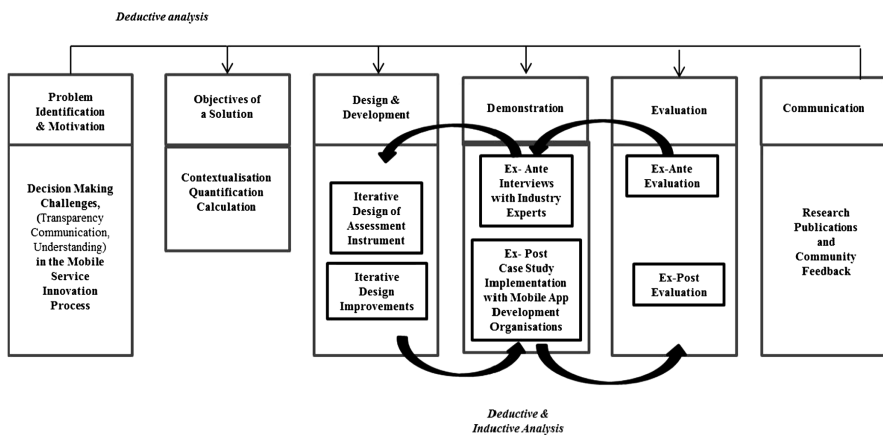 Deductive analysis
Problem
Identification
& Motivation
Decision Making
Challenges,
(Transparency
Communication,
Understanding)
in the Mobile
Service
Innovation
Process
Objectives of
a Solution
Contextualisation
Quantification
Calculation
Design &
Development
Iterative
Design of
Assessment
Instrument
Iterative
Design
Improvements
Demonstration
Ex- Ante
Interviews
with Industry
Experts
Ex- Post
Case Study
Implementation
with Mobile App
Development
Organisations
Evaluation
Ex-Ante
Evaluation
Ex-Post
Evaluation
Communication
Research
Publications
and
Community
Feedback
Deductive &
Inductive Analysis